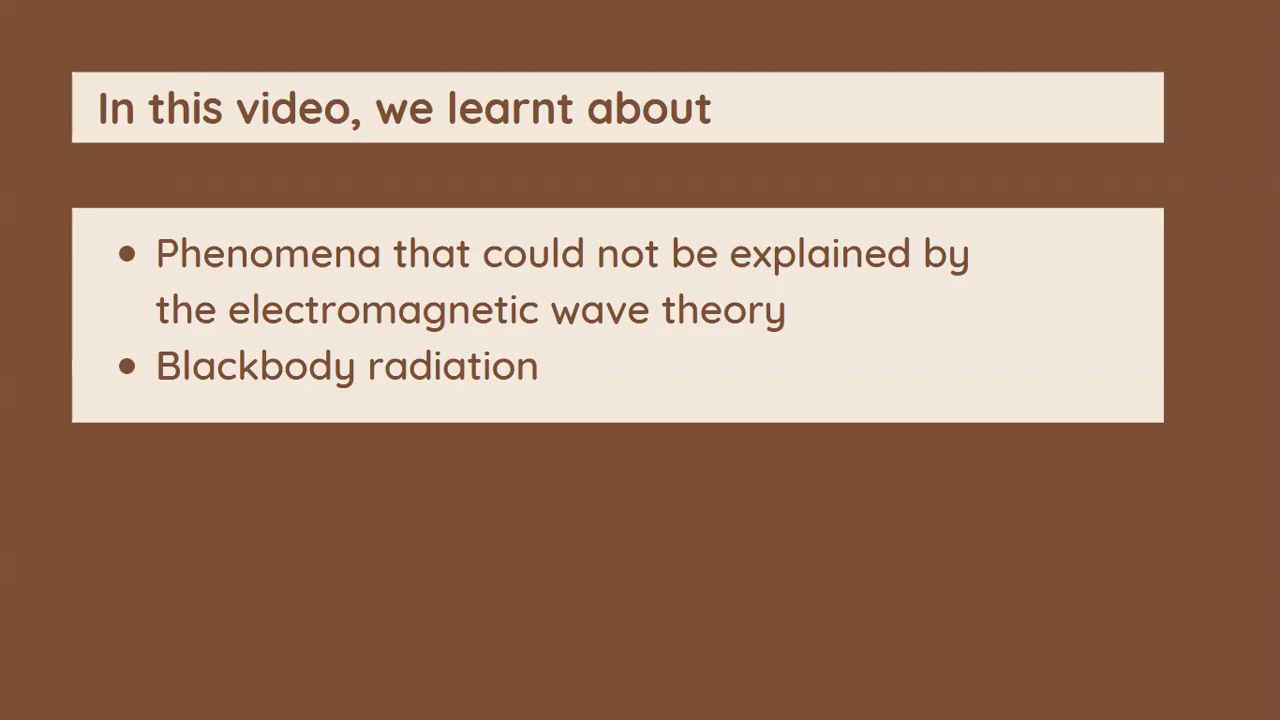 In this video, we learnt about
• Phenomena that could not be explained by
the electromagnetic wave theory
• Blackbody radiation